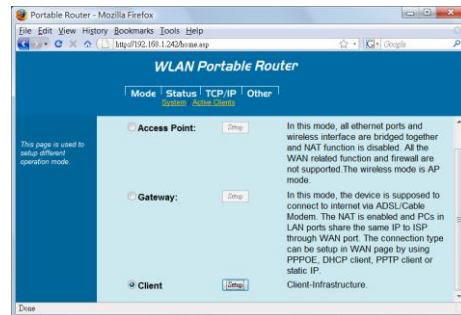 Portable Router - Mozilla Firefox
File Edit View History Bookmarks Tools Help
http://192.168.1.242/home.asp
Google
WLAN Portable Router
Mode Status TCP/IP Other
System Active Clients
This page is used to
setup different
operation mode.
Access Point:
Setup
In this mode, all ethernet ports and
wireless interface are bridged together
and NAT function is disabled. All the
WAN related function and firewall are
not supported.The wireless mode is AP
mode.
Gateway:
Setup
In this mode, the device is supposed to
connect to internet via ADSL/Cable
Modem. The NAT is enabled and PCs in
LAN ports share the same IP to ISP
through WAN port. The connection type
can be setup in WAN page by using
PPPOE, DHCP client, PPTP client or
static IP.
Client
Setup
Client-Infrastructure.
Done